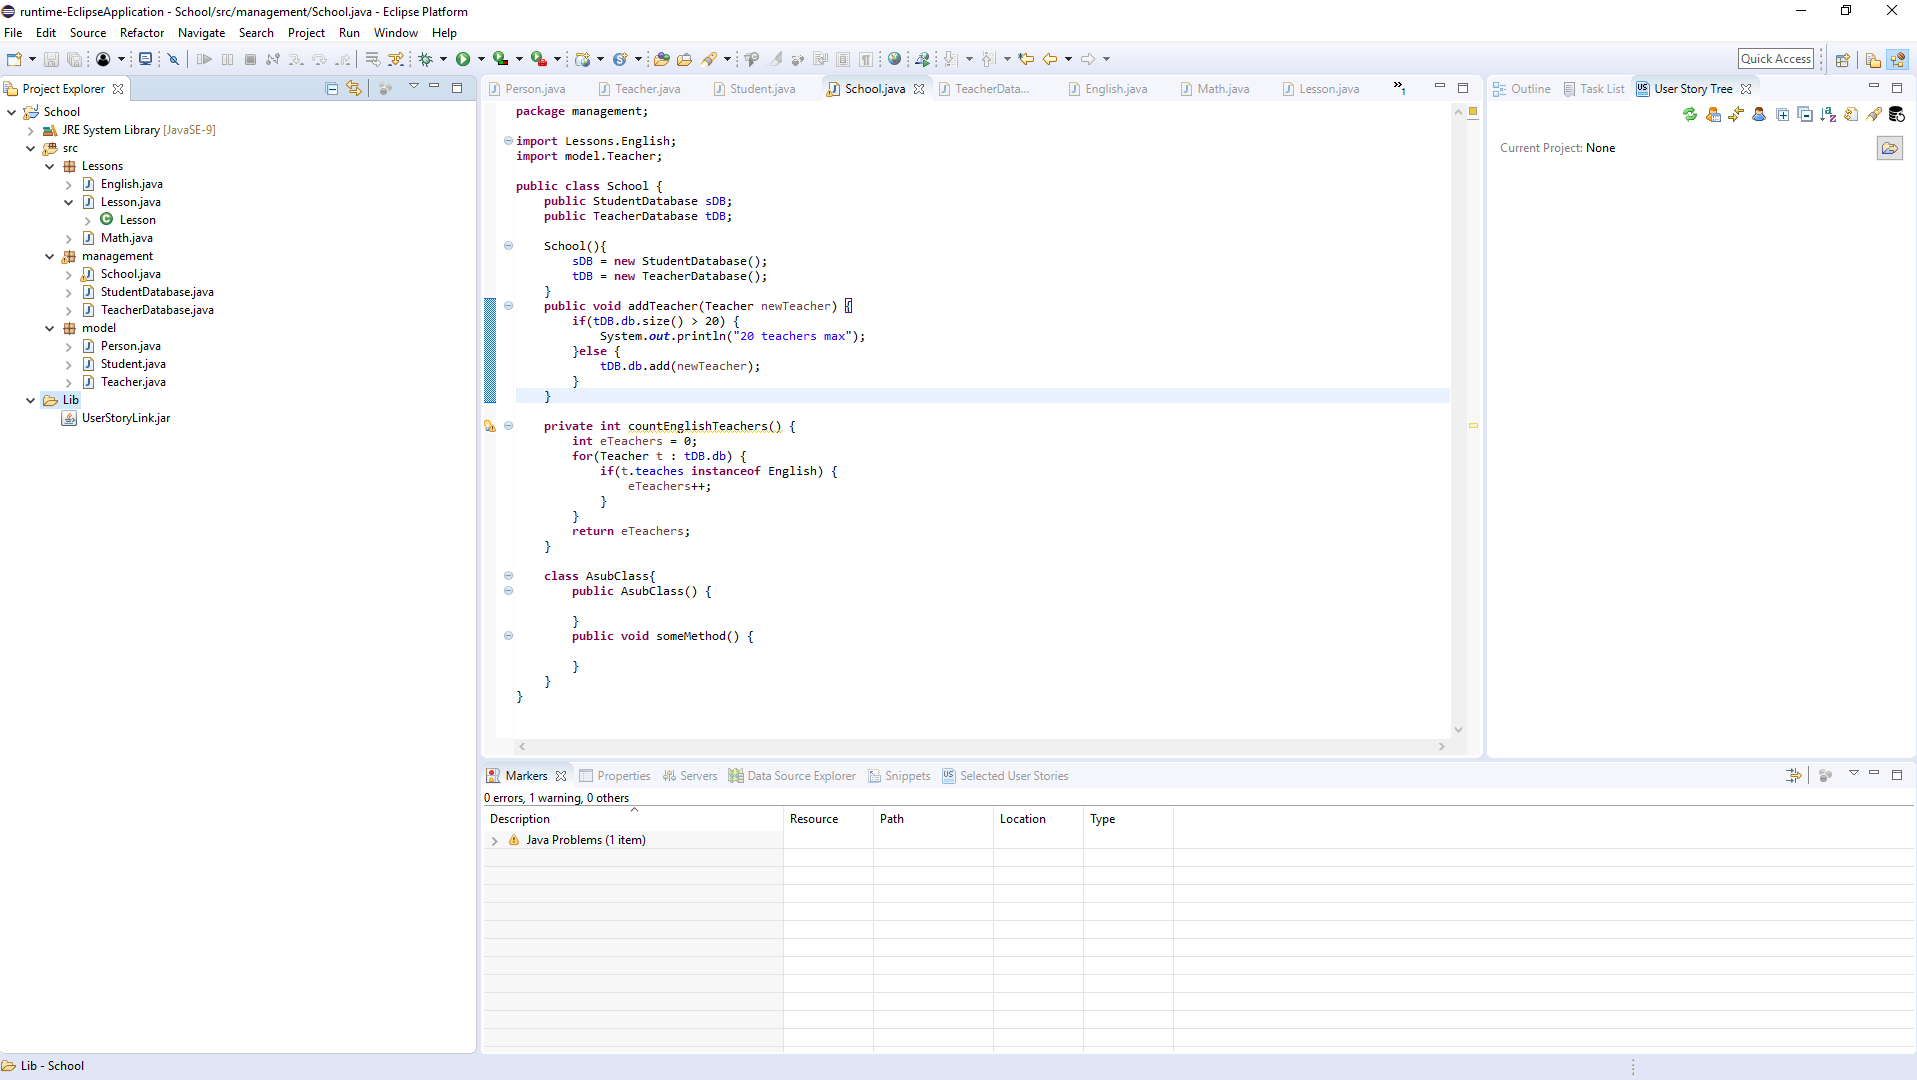 runtime-EclipseApplication - School/src/management/School.java - Eclipse Platform
File Edit Source Refactor Navigate Search Project Run Window Help
Quick Access
Project Explorer
School
JRE System Library [JavaSE-9]
src
Lessons
English.java
Lesson.java
Lesson
Math.java
management
School.java
StudentDatabase.java
TeacherDatabase.java
model
Person.java
Student.java
Teacher.java
Lib
UserStoryLink.jar
Person.java Teacher.java Student.java School.java TeacherData... English.java Math.java Lesson.java »1
package management;
import Lessons.English;
import model.Teacher;
public class School {
public StudentDatabase sDB;
public TeacherDatabase tDB;
School(){
sDB = new StudentDatabase();
tDB = new TeacherDatabase();
}
public void addTeacher(Teacher newTeacher) {
if(tDB.db.size() > 20) {
System.out.println("20 teachers max");
}else {
tDB.db.add(newTeacher);
}
}
private int countEnglishTeachers() {
int eTeachers = 0;
for(Teacher t : tDB.db) {
if(t.teaches instanceof English) {
eTeachers++;
}
}
return eTeachers;
}
class AsubClass{
public AsubClass() {
}
public void someMethod() {
}
}
}
Outline Task List US User Story Tree
Current Project: None
Markers Properties Servers Data Source Explorer Snippets US Selected User Stories
0 errors, 1 warning, 0 others
Description Resource Path Location Type
Java Problems (1 item)
Lib - School